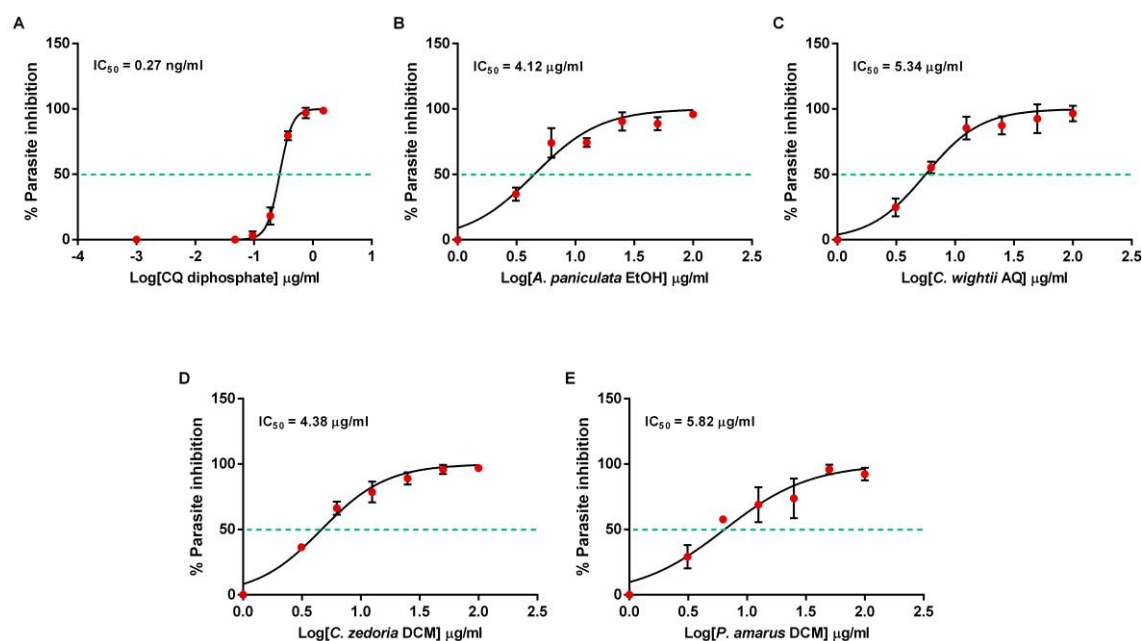 A
IC50 = 0.27 ng/ml
% Parasite inhibition
150
100
50
0
-4 -3 -2 -1 0 1
Log[CQ diphosphate] μg/ml
B
IC50 = 4.12 μg/ml
% Parasite inhibition
150
100
50
0
0.0 0.5 1.0 1.5 2.0 2.5
Log[A. paniculata EtOH] μg/ml
C
IC50 = 5.34 μg/ml
% Parasite inhibition
150
100
50
0
0.0 0.5 1.0 1.5 2.0 2.5
Log[C. wightii AQ] μg/ml
D
IC50 = 4.38 μg/ml
% Parasite inhibition
150
100
50
0
0.0 0.5 1.0 1.5 2.0 2.5
Log[C. zedoria DCM] μg/ml
E
IC50 = 5.82 μg/ml
% Parasite inhibition
150
100
50
0
0.0 0.5 1.0 1.5 2.0 2.5
Log[P. amarus DCM] μg/ml